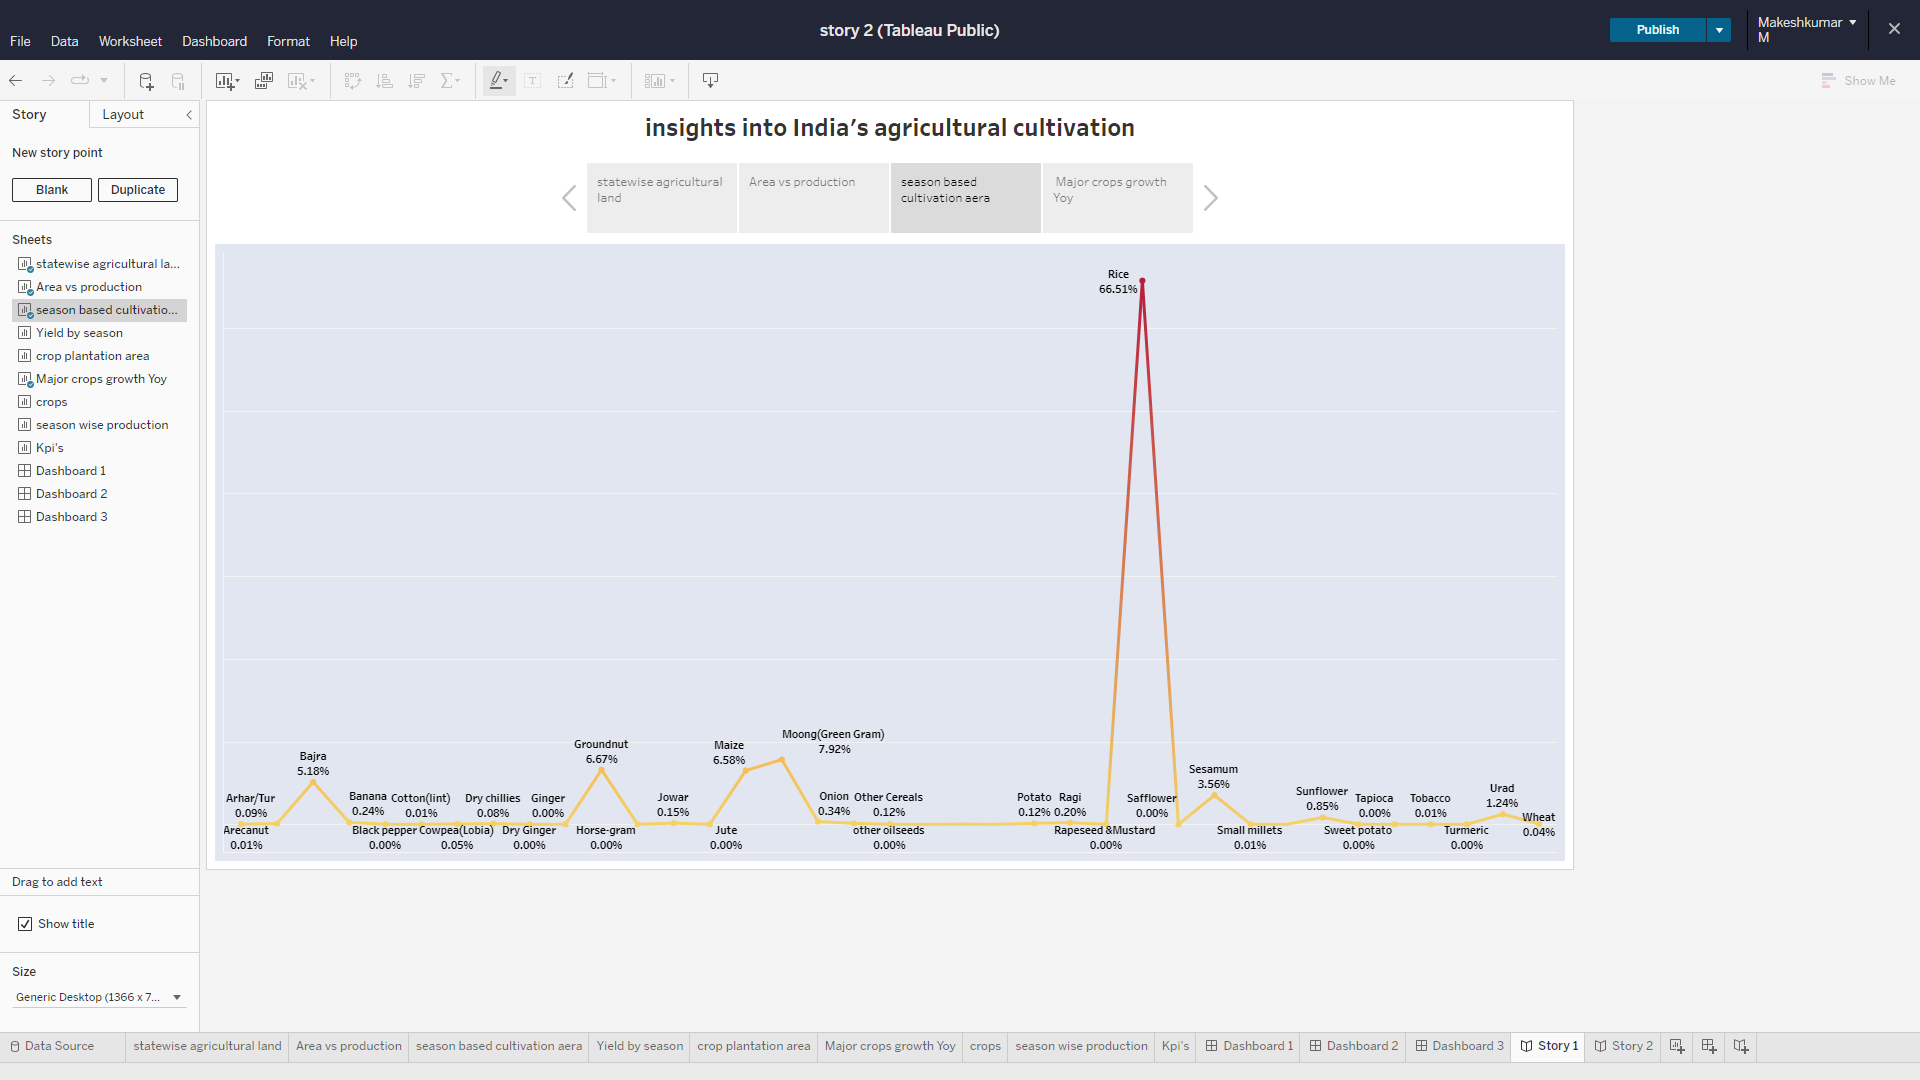 story 2 (Tableau Public)
Publish
Makeshkumar
M
File Data Worksheet Dashboard Format Help
Show Me
Story Layout
New story point
Blank Duplicate
Sheets
statewise agricultural la...
Area vs production
season based cultivatio...
Yield by season
crop plantation area
Major crops growth Yoy
crops
season wise production
Kpi's
Dashboard 1
Dashboard 2
Dashboard 3
Drag to add text
Show title
Size
Generic Desktop (1366 x 7...
insights into India's agricultural cultivation
statewise agricultural
land
Area vs production
season based
cultivation aera
Major crops growth
Yoy
Rice
66.51%
Arhar/Tur
0.09%
Arecanut
0.01%
Bajra
5.18%
Banana
0.24%
Black pepper
0.00%
Cotton(lint)
0.01%
Cowpea(Lobia)
0.05%
Dry chillies
0.08%
Dry Ginger
0.00%
Ginger
0.00%
Groundnut
6.67%
Horse-gram
0.00%
Jowar
0.15%
Jute
0.00%
Maize
6.58%
Moong(Green Gram)
7.92%
Onion
0.34%
Other Cereals
0.12%
other oilseeds
0.00%
Potato
0.12%
Ragi
0.20%
Rapeseed &Mustard
0.00%
Safflower
0.00%
Sesamum
3.56%
Small millets
0.01%
Sunflower
0.85%
Sweet potato
0.00%
Tapioca
0.00%
Tobacco
0.01%
Turmeric
0.00%
Urad
1.24%
Wheat
0.04%
Data Source statewise agricultural land Area vs production season based cultivation aera Yield by season crop plantation area Major crops growth Yoy crops season wise production Kpi's Dashboard 1 Dashboard 2 Dashboard 3 Story 1 Story 2